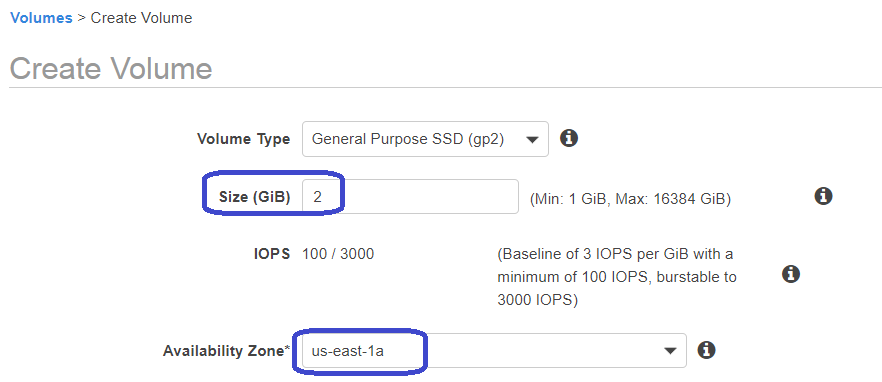 Volumes > Create Volume
Create Volume
Volume Type General Purpose SSD (gp2)
Size (GiB) 2 (Min: 1 GiB, Max: 16384 GiB)
IOPS 100 / 3000 (Baseline of 3 IOPS per GiB with a
minimum of 100 IOPS, burstable to
3000 IOPS)
Availability Zone* us-east-1a